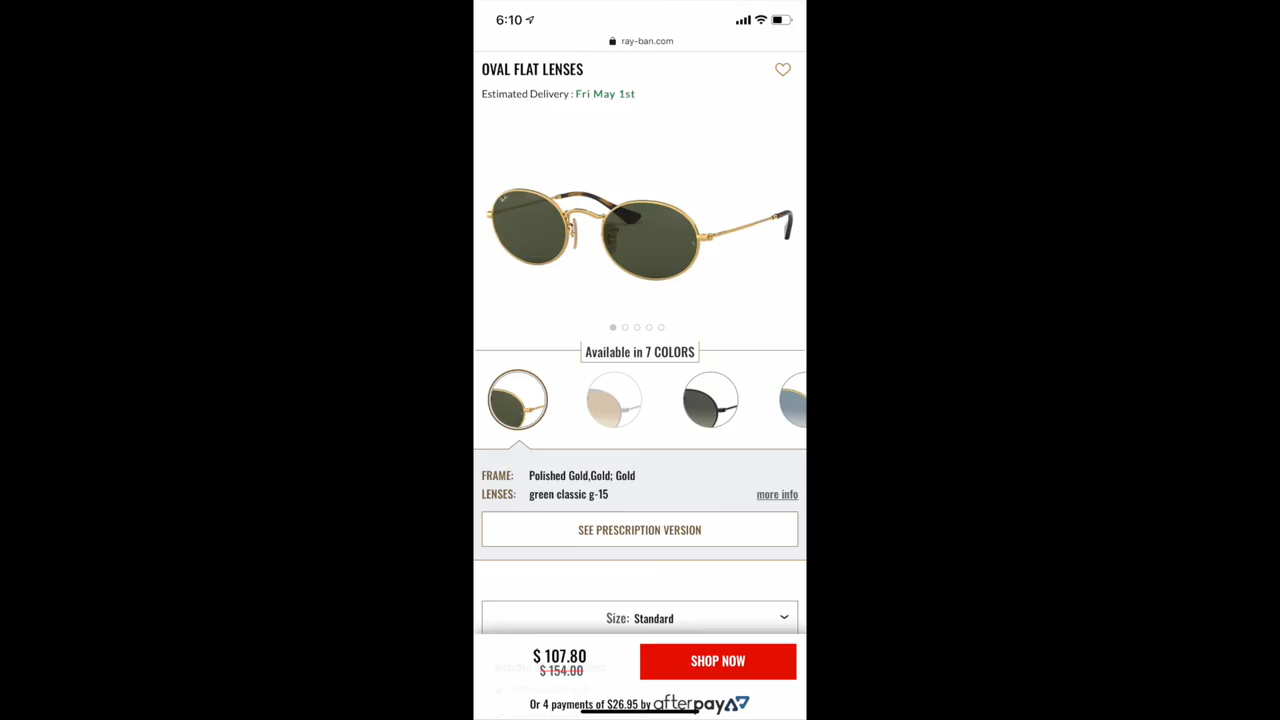 6:10
ray-ban.com
OVAL FLAT LENSES
Estimated Delivery : Fri May 1st
Available in 7 COLORS
FRAME: Polished Gold,Gold; Gold
LENSES: green classic g-15
more info
SEE PRESCRIPTION VERSION
Size: Standard
$ 107.80
$ 154.00
SHOP NOW
Or 4 payments of $26.95 by afterpay